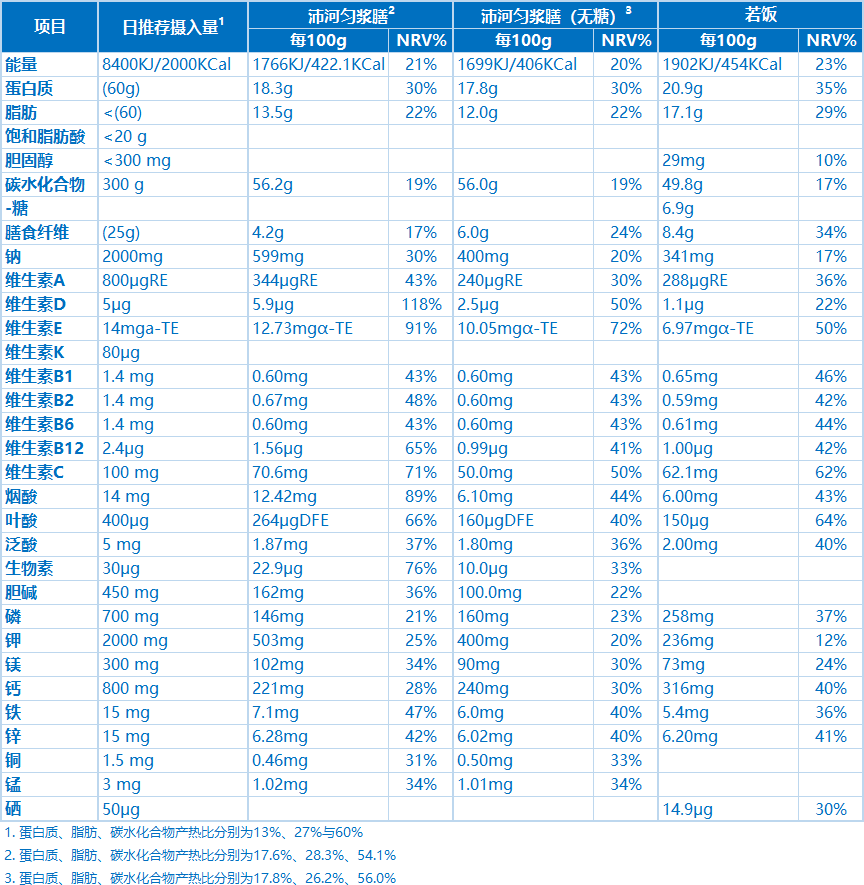 项目 日推荐摄入量1 沛河匀浆膳2 沛河匀浆膳（无糖）3 若饭
每100g NRV% 每100g NRV% 每100g NRV%
能量 8400KJ/2000KCal 1766KJ/422.1KCal 21% 1699KJ/406KCal 20% 1902KJ/454KCal 23%
蛋白质 (60g) 18.3g 30% 17.8g 30% 20.9g 35%
脂肪 <(60) 13.5g 22% 12.0g 22% 17.1g 29%
饱和脂肪酸 <20 g
胆固醇 <300 mg 29mg 10%
碳水化合物 300 g 56.2g 19% 56.0g 19% 49.8g 17%
-糖 6.9g
膳食纤维 (25g) 4.2g 17% 6.0g 24% 8.4g 34%
钠 2000mg 599mg 30% 400mg 20% 341mg 17%
维生素A 800μgRE 344μgRE 43% 240μgRE 30% 288μgRE 36%
维生素D 5μg 5.9μg 118% 2.5μg 50% 1.1μg 22%
维生素E 14mga-TE 12.73mgα-TE 91% 10.05mgα-TE 72% 6.97mgα-TE 50%
维生素K 80μg
维生素B1 1.4 mg 0.60mg 43% 0.60mg 43% 0.65mg 46%
维生素B2 1.4 mg 0.67mg 48% 0.60mg 43% 0.59mg 42%
维生素B6 1.4 mg 0.60mg 43% 0.60mg 43% 0.61mg 44%
维生素B12 2.4μg 1.56μg 65% 0.99μg 41% 1.00μg 42%
维生素C 100 mg 70.6mg 71% 50.0mg 50% 62.1mg 62%
烟酸 14 mg 12.42mg 89% 6.10mg 44% 6.00mg 43%
叶酸 400μg 264μgDFE 66% 160μgDFE 40% 150μg 64%
泛酸 5 mg 1.87mg 37% 1.80mg 36% 2.00mg 40%
生物素 30μg 22.9μg 76% 10.0μg 33%
胆碱 450 mg 162mg 36% 100.0mg 22%
磷 700 mg 146mg 21% 160mg 23% 258mg 37%
钾 2000 mg 503mg 25% 400mg 20% 236mg 12%
镁 300 mg 102mg 34% 90mg 30% 73mg 24%
钙 800 mg 221mg 28% 240mg 30% 316mg 40%
铁 15 mg 7.1mg 47% 6.0mg 40% 5.4mg 36%
锌 15 mg 6.28mg 42% 6.02mg 40% 6.20mg 41%
铜 1.5 mg 0.46mg 31% 0.50mg 33%
锰 3 mg 1.02mg 34% 1.01mg 34%
硒 50μg 14.9μg 30%
1. 蛋白质、脂肪、碳水化合物产热比分别为13%、27%与60%
2. 蛋白质、脂肪、碳水化合物产热比分别为17.6%、28.3%、54.1%
3. 蛋白质、脂肪、碳水化合物产热比分别为17.8%、26.2%、56.0%